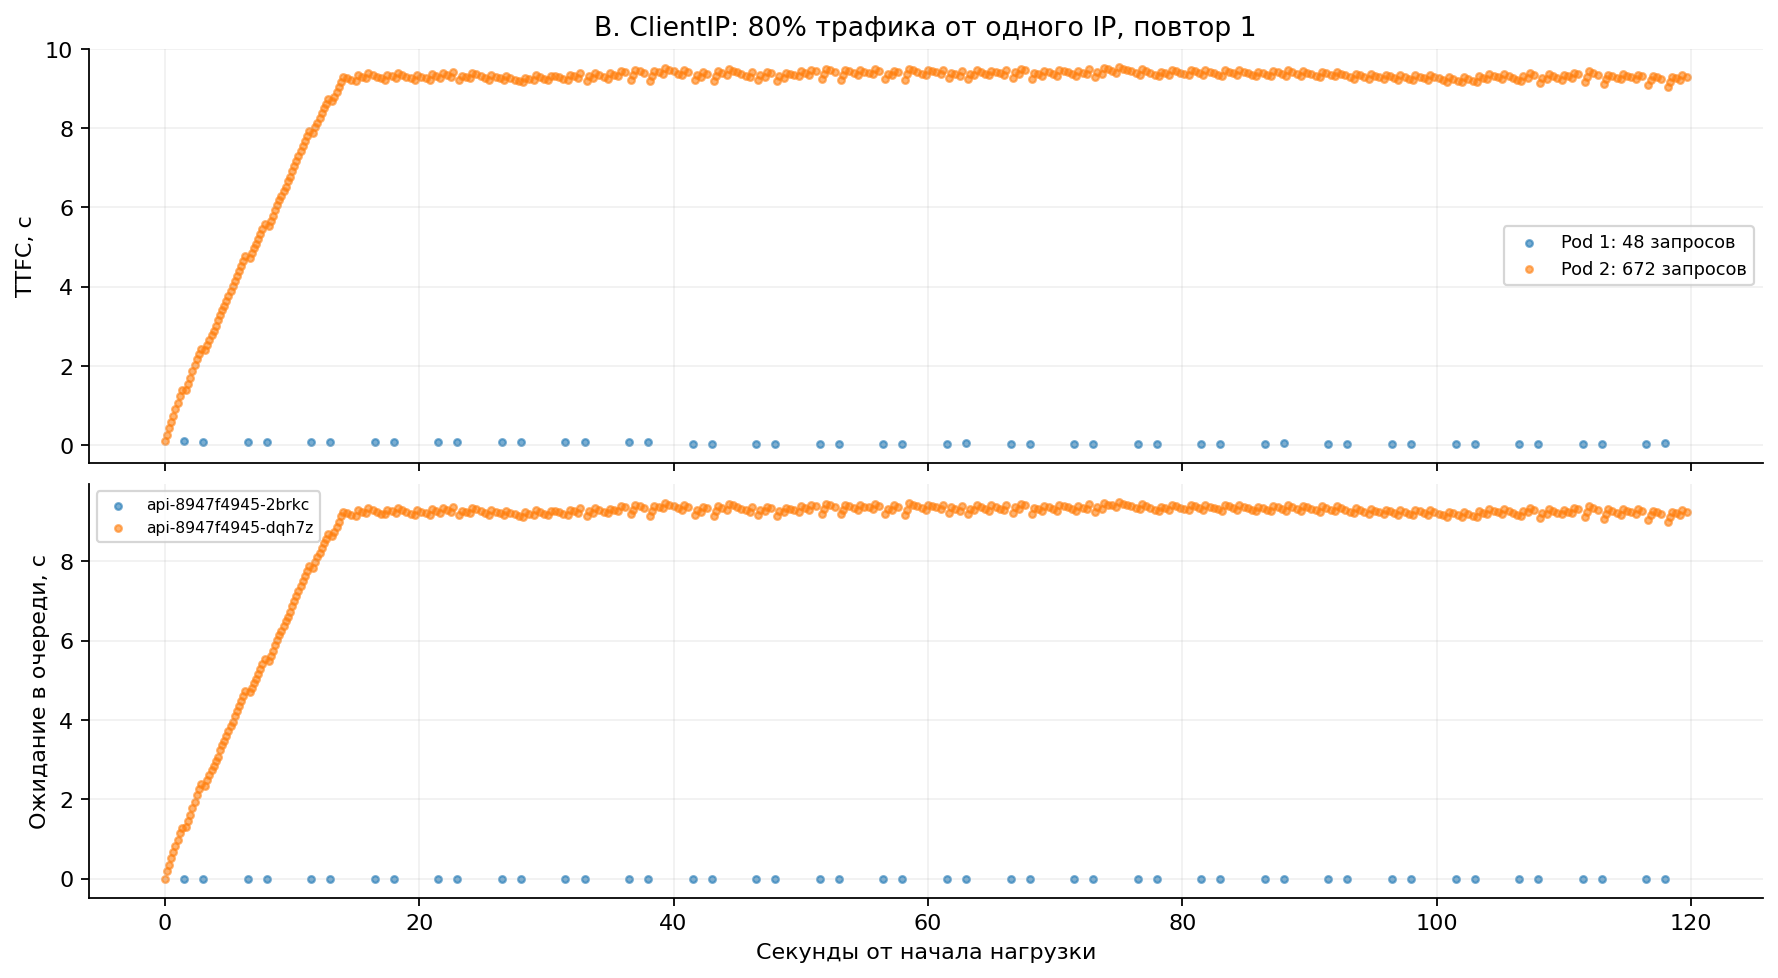 B. ClientIP: 80% трафика от одного IP, повтор 1
TTFC, с
10
8
6
4
2
0
Pod 1: 48 запросов
Pod 2: 672 запросов
Ожидание в очереди, с
api-8947f4945-2brkc
api-8947f4945-dqh7z
8
6
4
2
0
0 20 40 60 80 100 120
Секунды от начала нагрузки